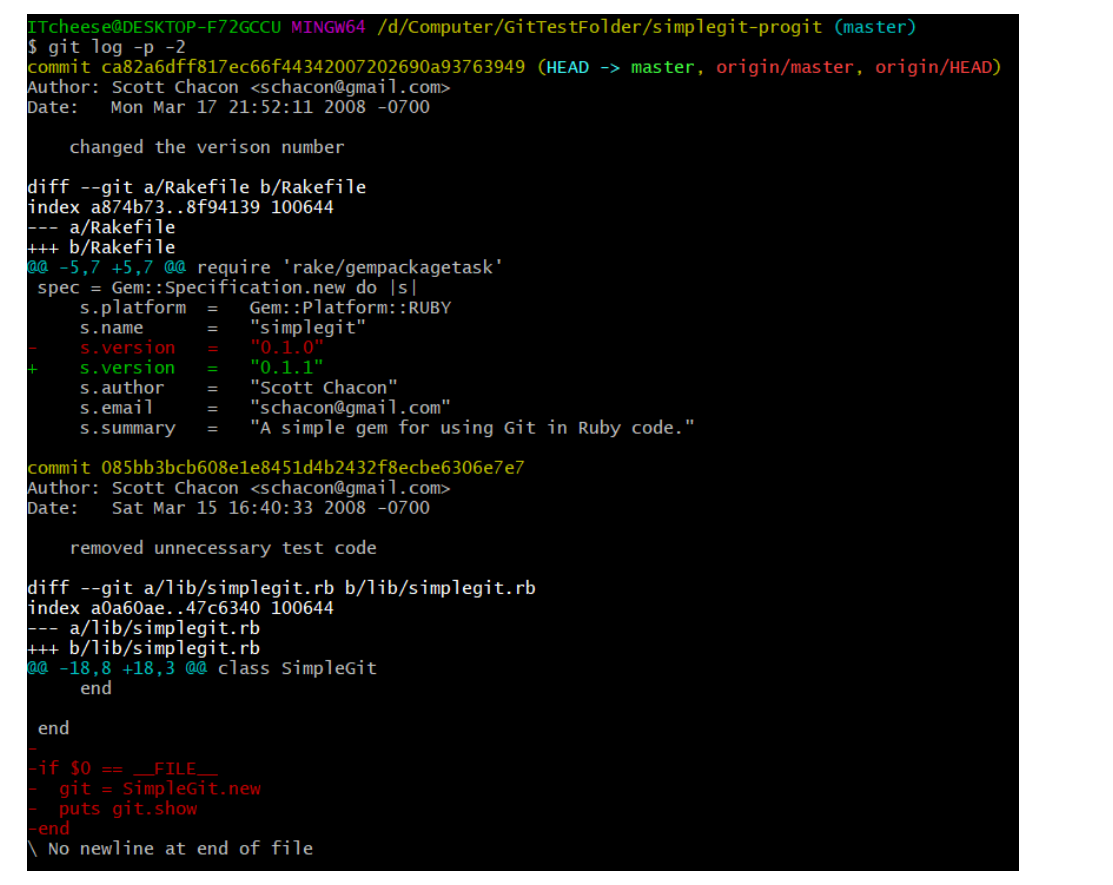 ITcheese@DESKTOP-F72GCCU MINGW64 /d/Computer/GitTestFolder/simplegit-progit (master)
$ git log -p -2
commit ca82a6dff817ec66f44342007202690a93763949 (HEAD -> master, origin/master, origin/HEAD)
Author: Scott Chacon <schacon@gmail.com>
Date:   Mon Mar 17 21:52:11 2008 -0700

    changed the verison number

diff --git a/Rakefile b/Rakefile
index a874b73..8f94139 100644
--- a/Rakefile
+++ b/Rakefile
@@ -5,7 +5,7 @@ require 'rake/gempackagetask'
 spec = Gem::Specification.new do |s|
     s.platform  =   Gem::Platform::RUBY
     s.name      =   "simplegit"
-    s.version   =   "0.1.0"
+    s.version   =   "0.1.1"
     s.author    =   "Scott Chacon"
     s.email     =   "schacon@gmail.com"
     s.summary   =   "A simple gem for using Git in Ruby code."

commit 085bb3bcb608e1e8451d4b2432f8ecbe6306e7e7
Author: Scott Chacon <schacon@gmail.com>
Date:   Sat Mar 15 16:40:33 2008 -0700

    removed unnecessary test code

diff --git a/lib/simplegit.rb b/lib/simplegit.rb
index a0a60ae..47c6340 100644
--- a/lib/simplegit.rb
+++ b/lib/simplegit.rb
@@ -18,8 +18,3 @@ class SimpleGit
     end

 end
-
-if $0 == __FILE__
-  git = SimpleGit.new
-  puts git.show
-end
\ No newline at end of file